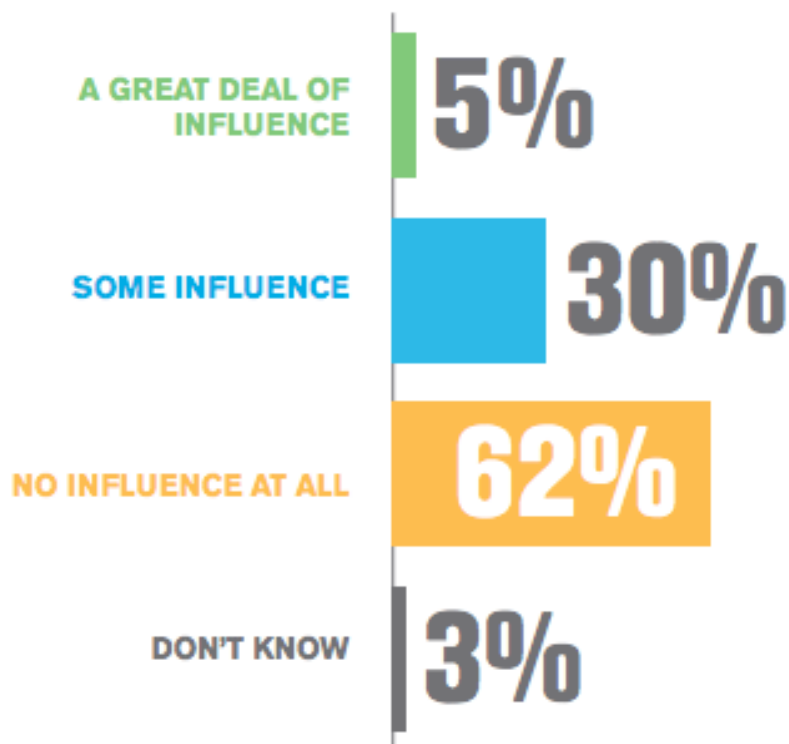 A GREAT DEAL OF
INFLUENCE
5%
SOME INFLUENCE
30%
NO INFLUENCE AT ALL
62%
DON'T KNOW
3%